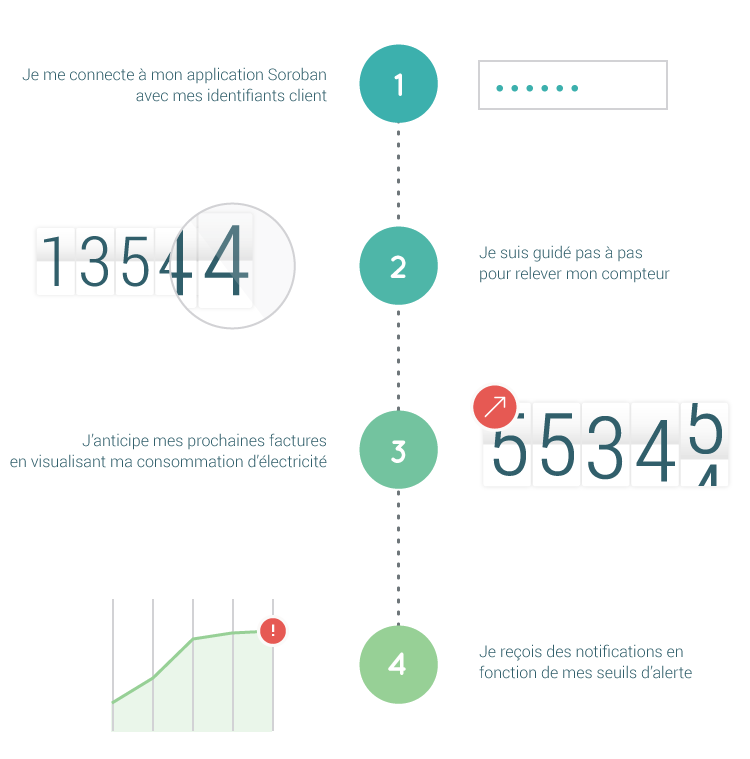 Je me connecte à mon application Soroban
avec mes identifiants client
1
13544
2
Je suis guidé pas à pas
pour relever mon compteur
J'anticipe mes prochaines factures
en visualisant ma consommation d'électricité
3
55345
4
!
4
Je reçois des notifications en
fonction de mes seuils d'alerte